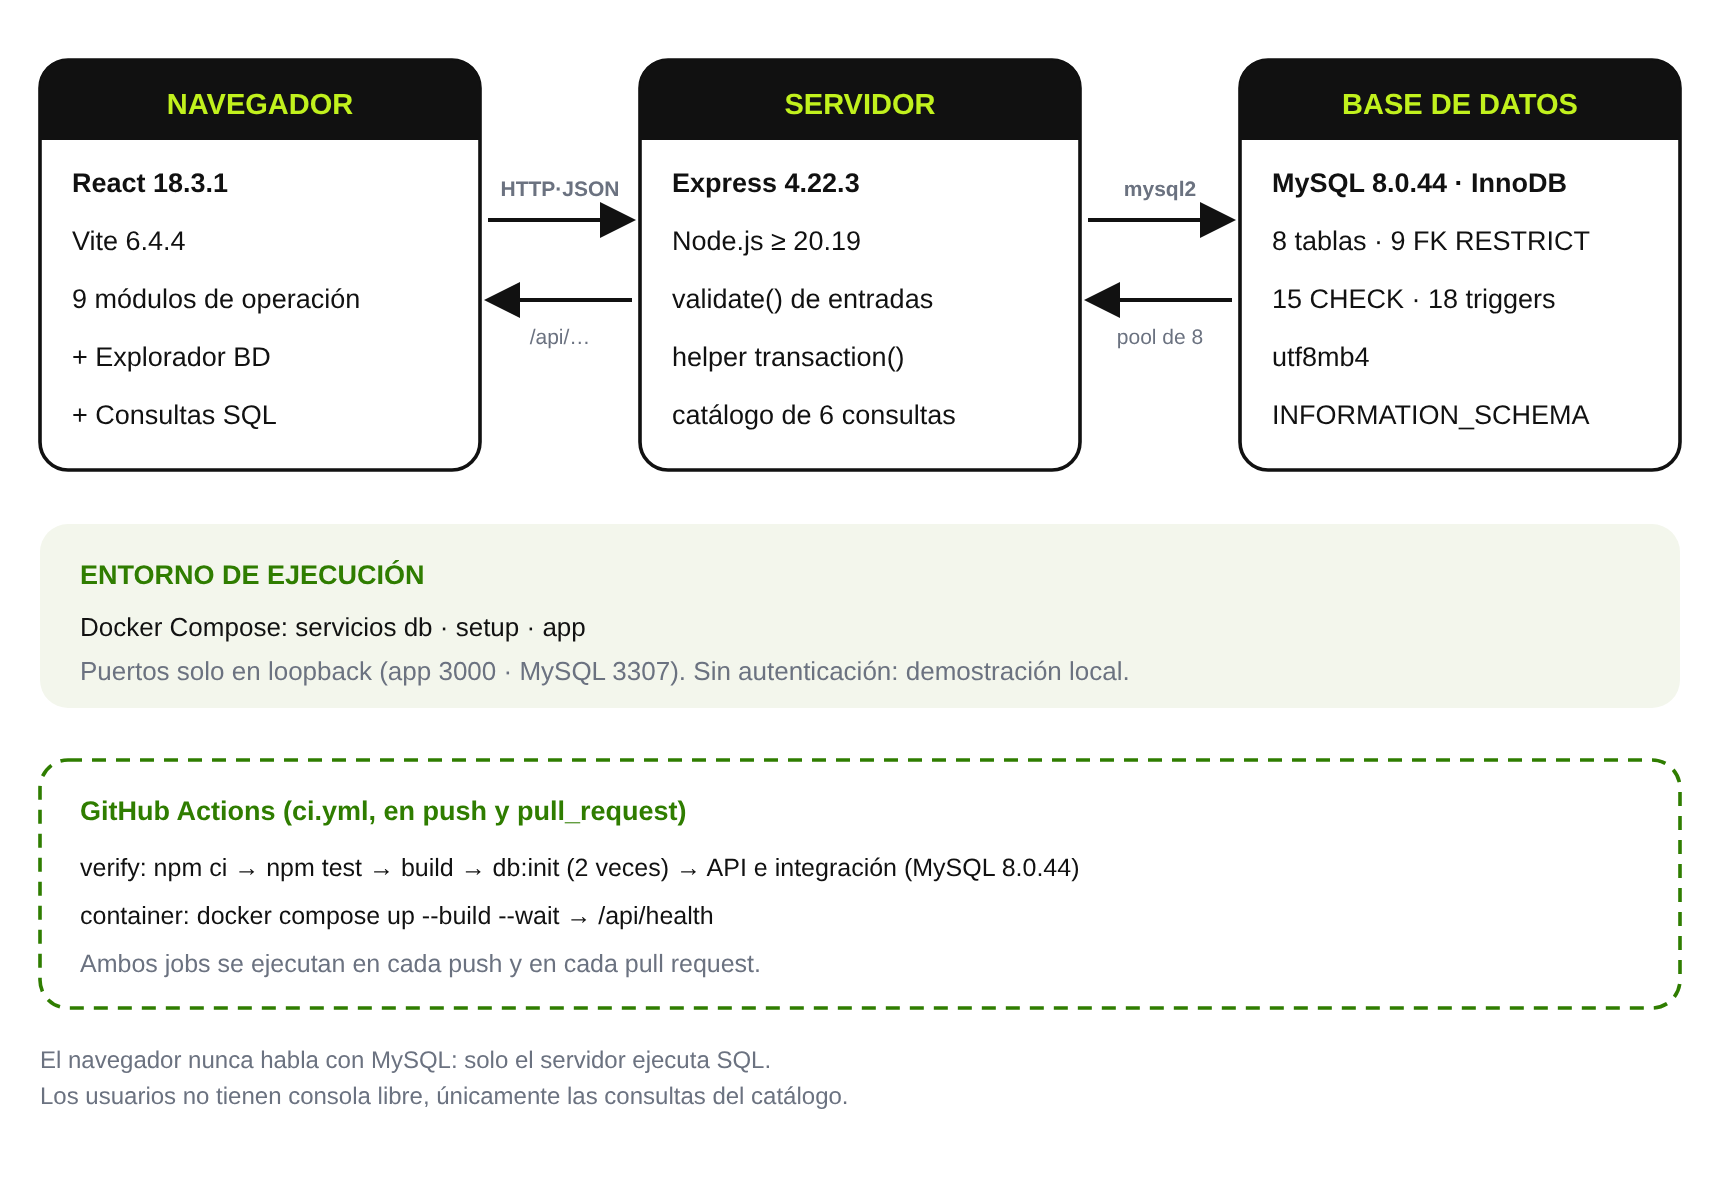 NAVEGADOR
React 18.3.1
Vite 6.4.4
9 módulos de operación
+ Explorador BD
+ Consultas SQL
HTTP·JSON
/api/…
SERVIDOR
Express 4.22.3
Node.js ≥ 20.19
validate() de entradas
helper transaction()
catálogo de 6 consultas
mysql2
pool de 8
BASE DE DATOS
MySQL 8.0.44 · InnoDB
8 tablas · 9 FK RESTRICT
15 CHECK · 18 triggers
utf8mb4
INFORMATION_SCHEMA
ENTORNO DE EJECUCIÓN
Docker Compose: servicios db · setup · app
Puertos solo en loopback (app 3000 · MySQL 3307). Sin autenticación: demostración local.
GitHub Actions (ci.yml, en push y pull_request)
verify: npm ci → npm test → build → db:init (2 veces) → API e integración (MySQL 8.0.44)
container: docker compose up --build --wait → /api/health
Ambos jobs se ejecutan en cada push y en cada pull request.
El navegador nunca habla con MySQL: solo el servidor ejecuta SQL.
Los usuarios no tienen consola libre, únicamente las consultas del catálogo.